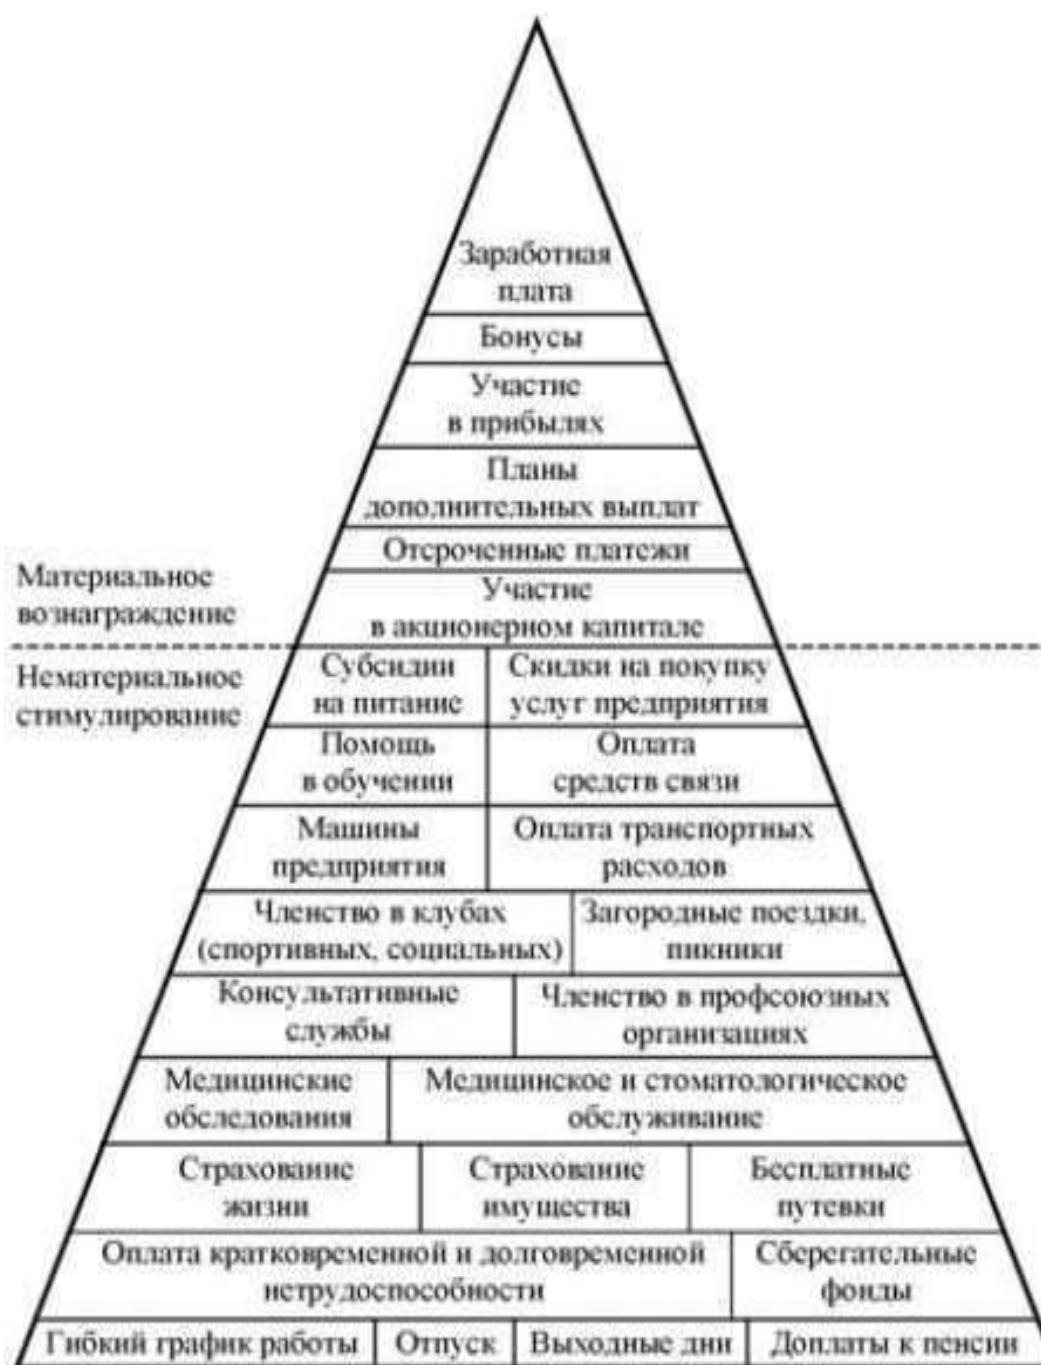 Заработная
плата
Бонусы
Участие
в прибылях
Планы
дополнительных выплат
Отсроченные платежи
Материальное
вознаграждение
Участие
в акционерном капитале
Нематериальное
стимулирование
Субсидии
на питание
Скидки на покупку
услуг предприятия
Помощь
в обучении
Оплата
средств связи
Машины
предприятия
Оплата транспортных
расходов
Членство в клубах
(спортивных, социальных)
Загородные поездки,
пикники
Консультативные
службы
Членство в профсоюзных
организациях
Медицинские
обследования
Медицинское и стоматологическое
обслуживание
Страхование
жизни
Страхование
имущества
Бесплатные
путевки
Оплата кратковременной и долговременной
нетрудоспособности
Сберегательные
фонды
Гибкий график работы
Отпуск
Выходные дни
Доплаты к пенсии